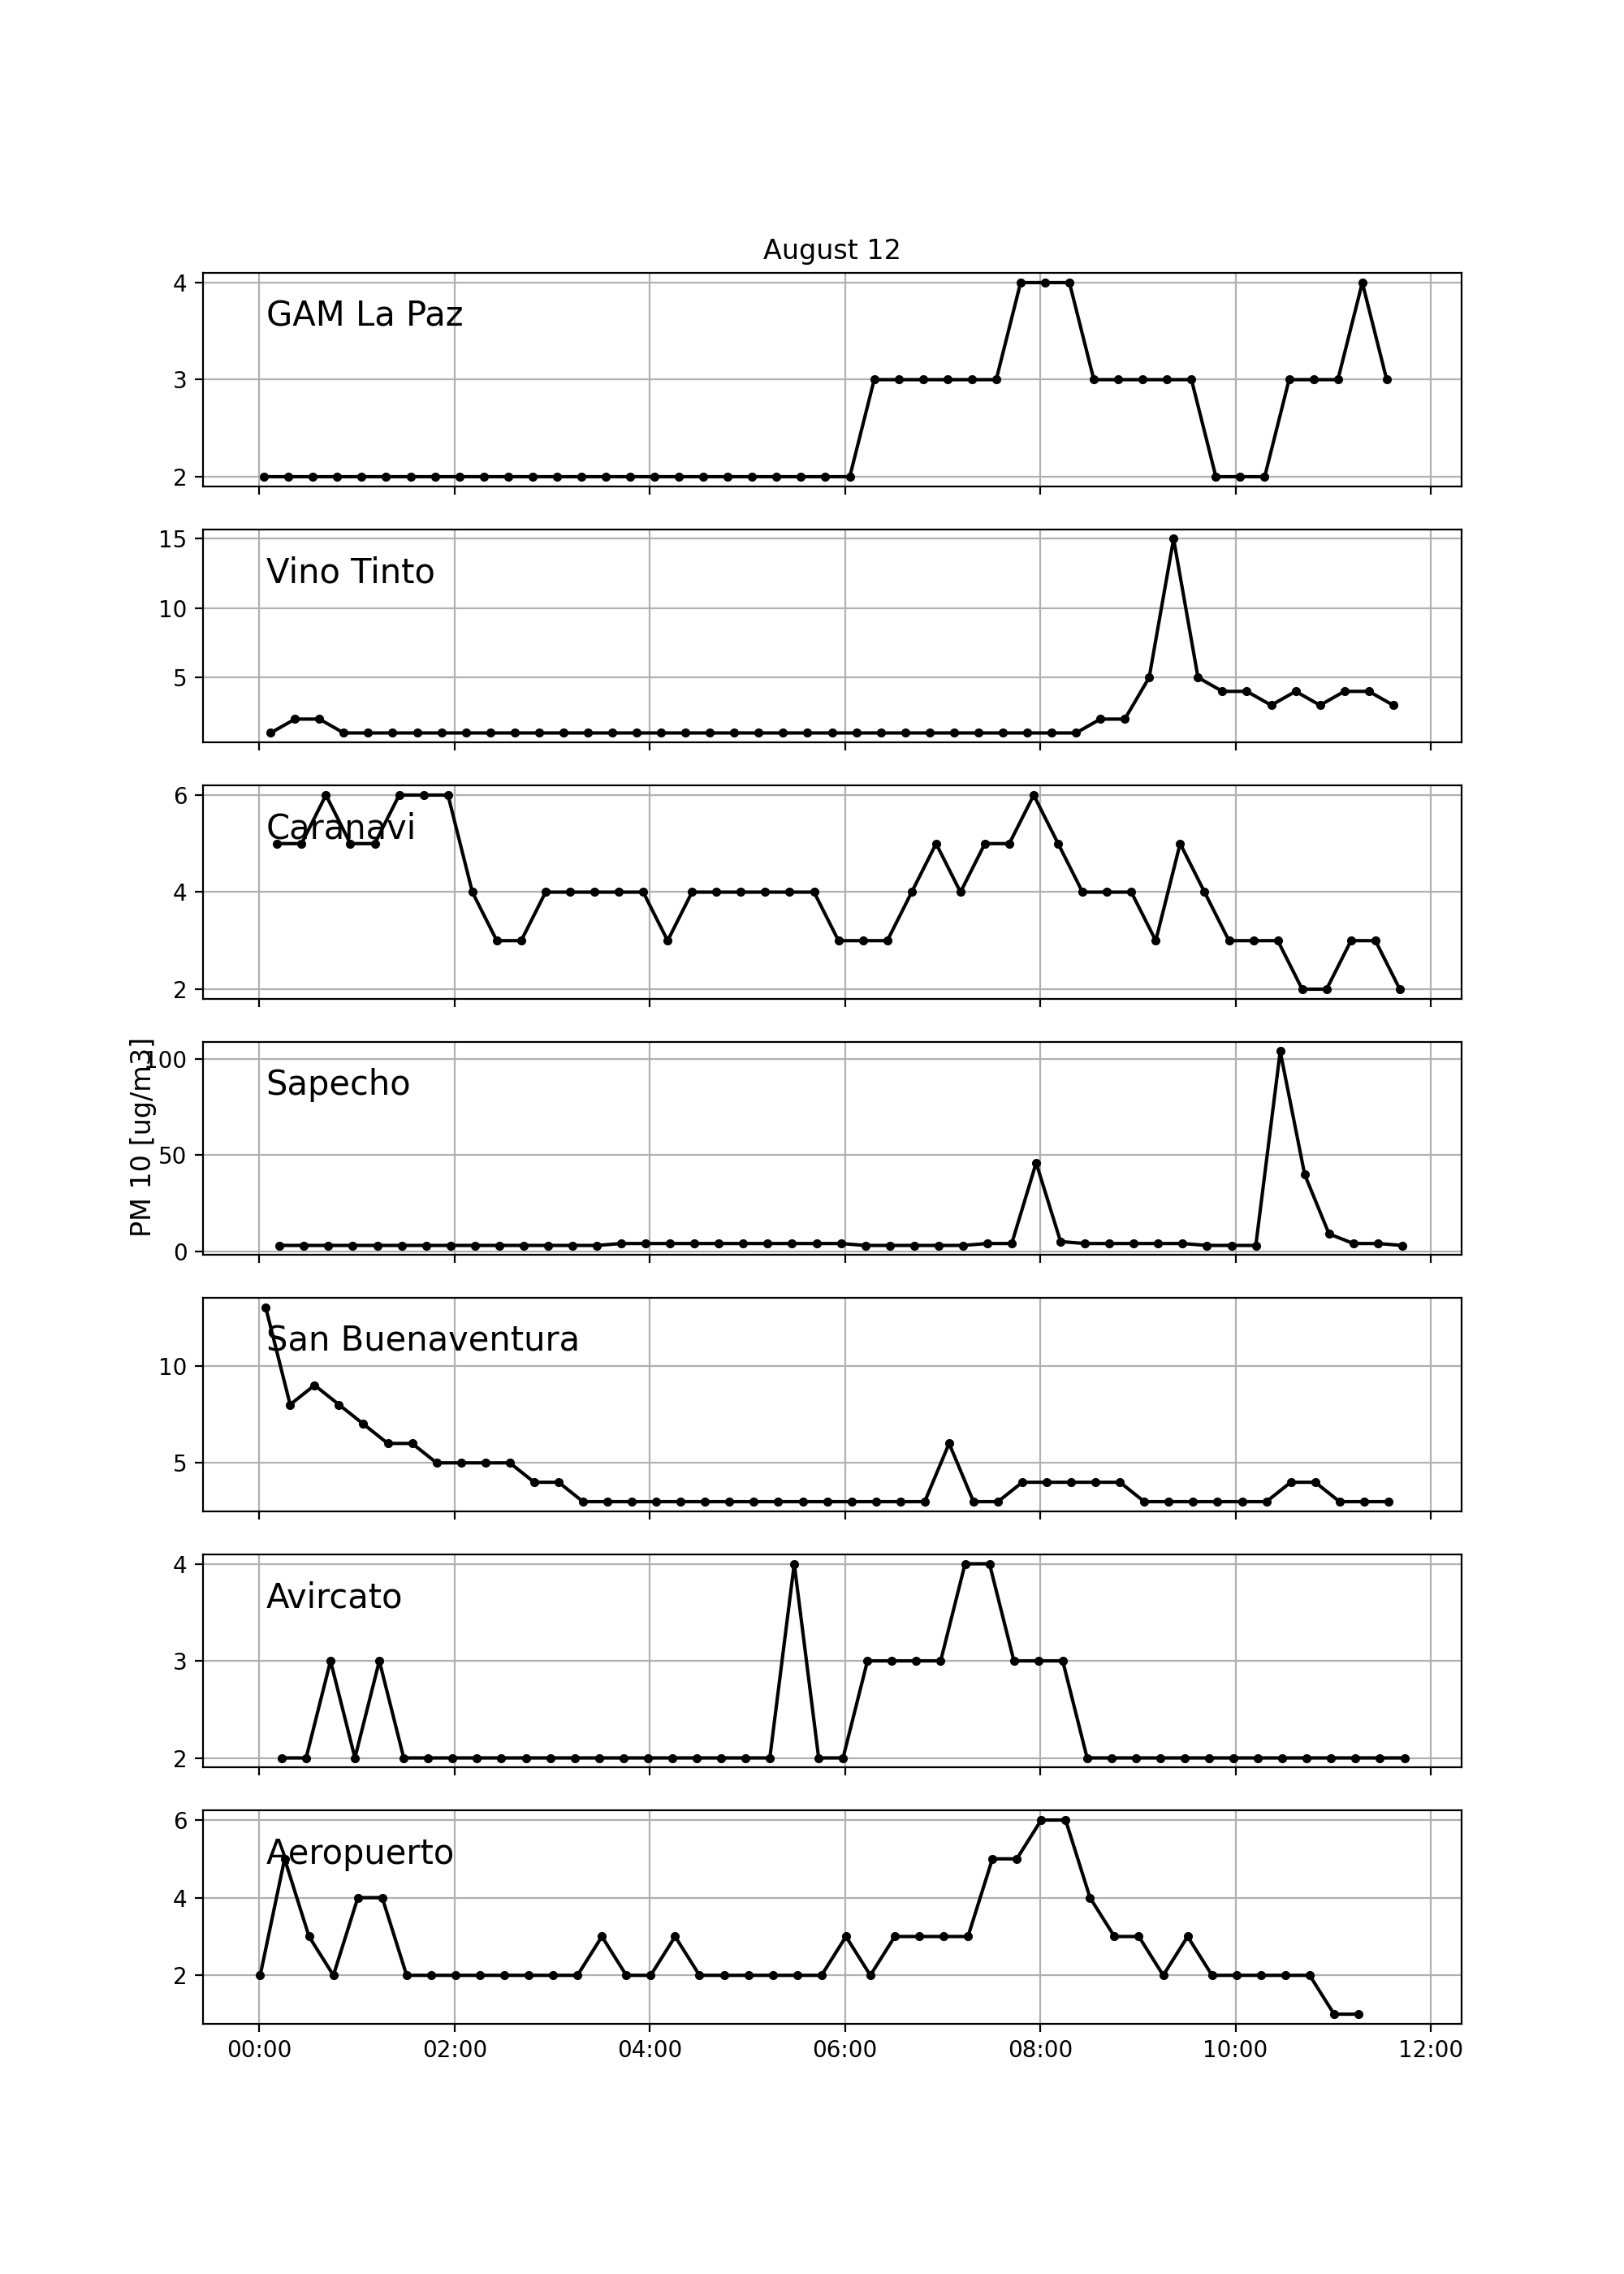 August 12
4
GAM La Paz
3
2
15
Vino Tinto
10
5
6
Caranavi
4
2
PM 10 [ug/m3]
100
Sapecho
50
0
San Buenaventura
10
5
4
Avircato
3
2
6
Aeropuerto
4
2
00:00 02:00 04:00 06:00 08:00 10:00 12:00